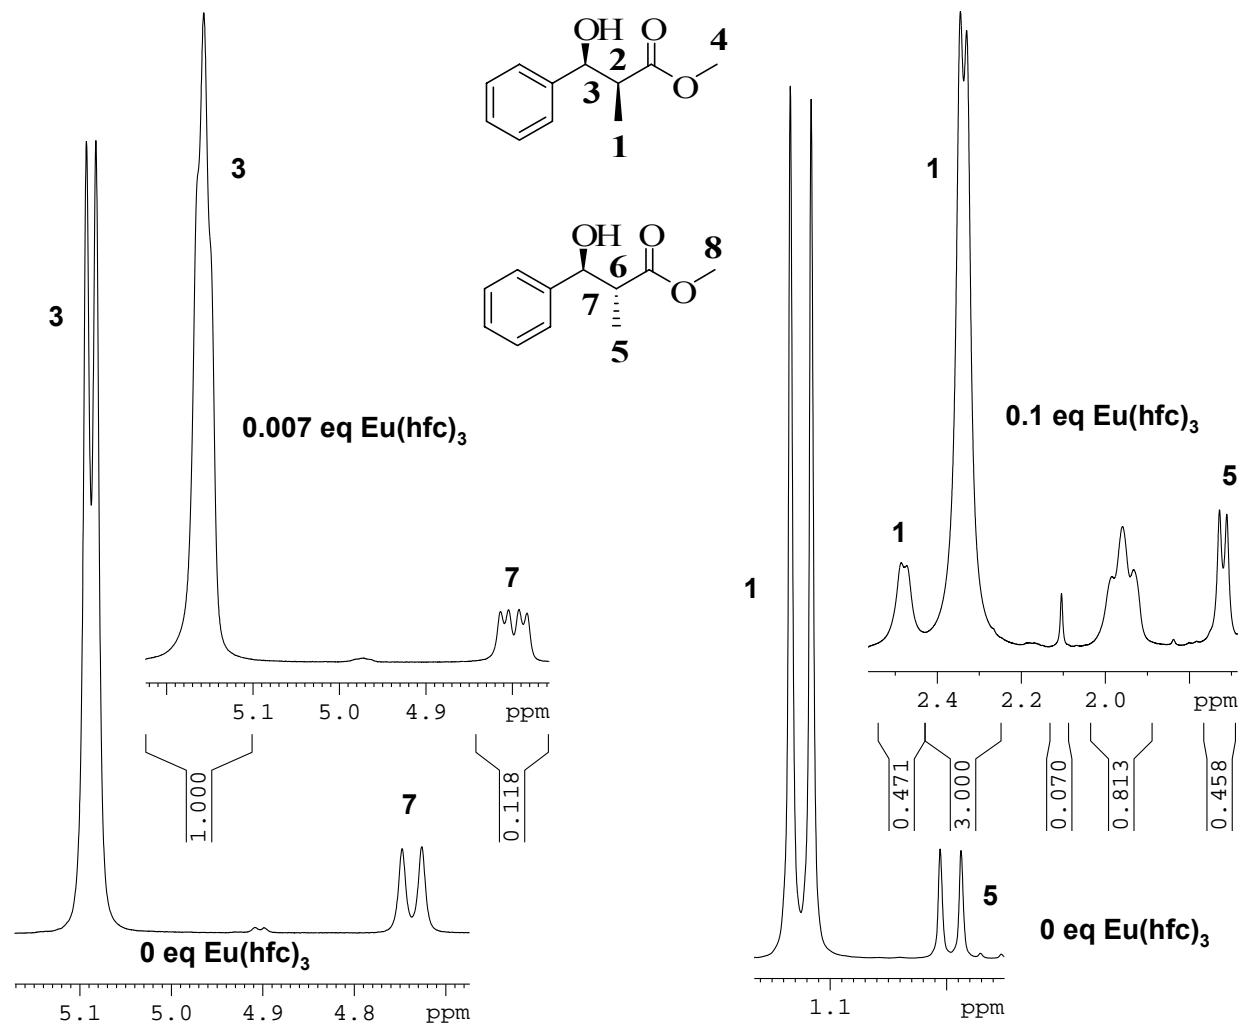 OH O 4
2
3 O
1
OH O 8
6
7 O
5
3
3
0.007 eq Eu(hfc)3
7
5.1 5.0 4.9 ppm
1.000
0.118
7
0 eq Eu(hfc)3
5.1 5.0 4.9 4.8 ppm
1
1
0.1 eq Eu(hfc)3
1
5
2.4 2.2 2.0 ppm
0.471
3.000
0.070
0.813
0.458
5
0 eq Eu(hfc)3
1.1 ppm